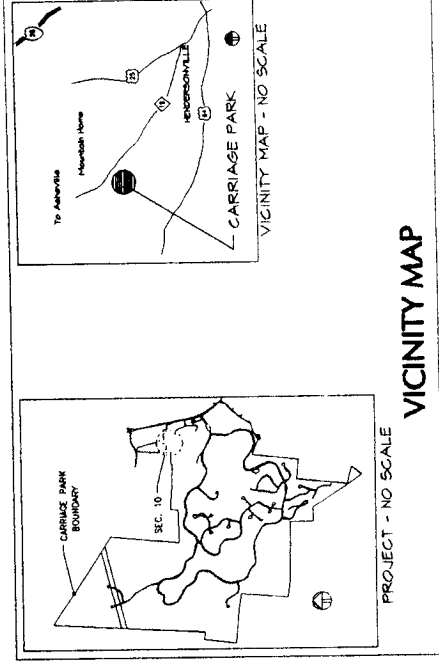 CARRIAGE PARK
BOUNDARY
SEC. 10
PROJECT - NO SCALE
To Asheville
Mountain Home
26
25
HENDERSONVILLE
64
CARRIAGE PARK
VICINITY MAP - NO SCALE
VICINITY MAP